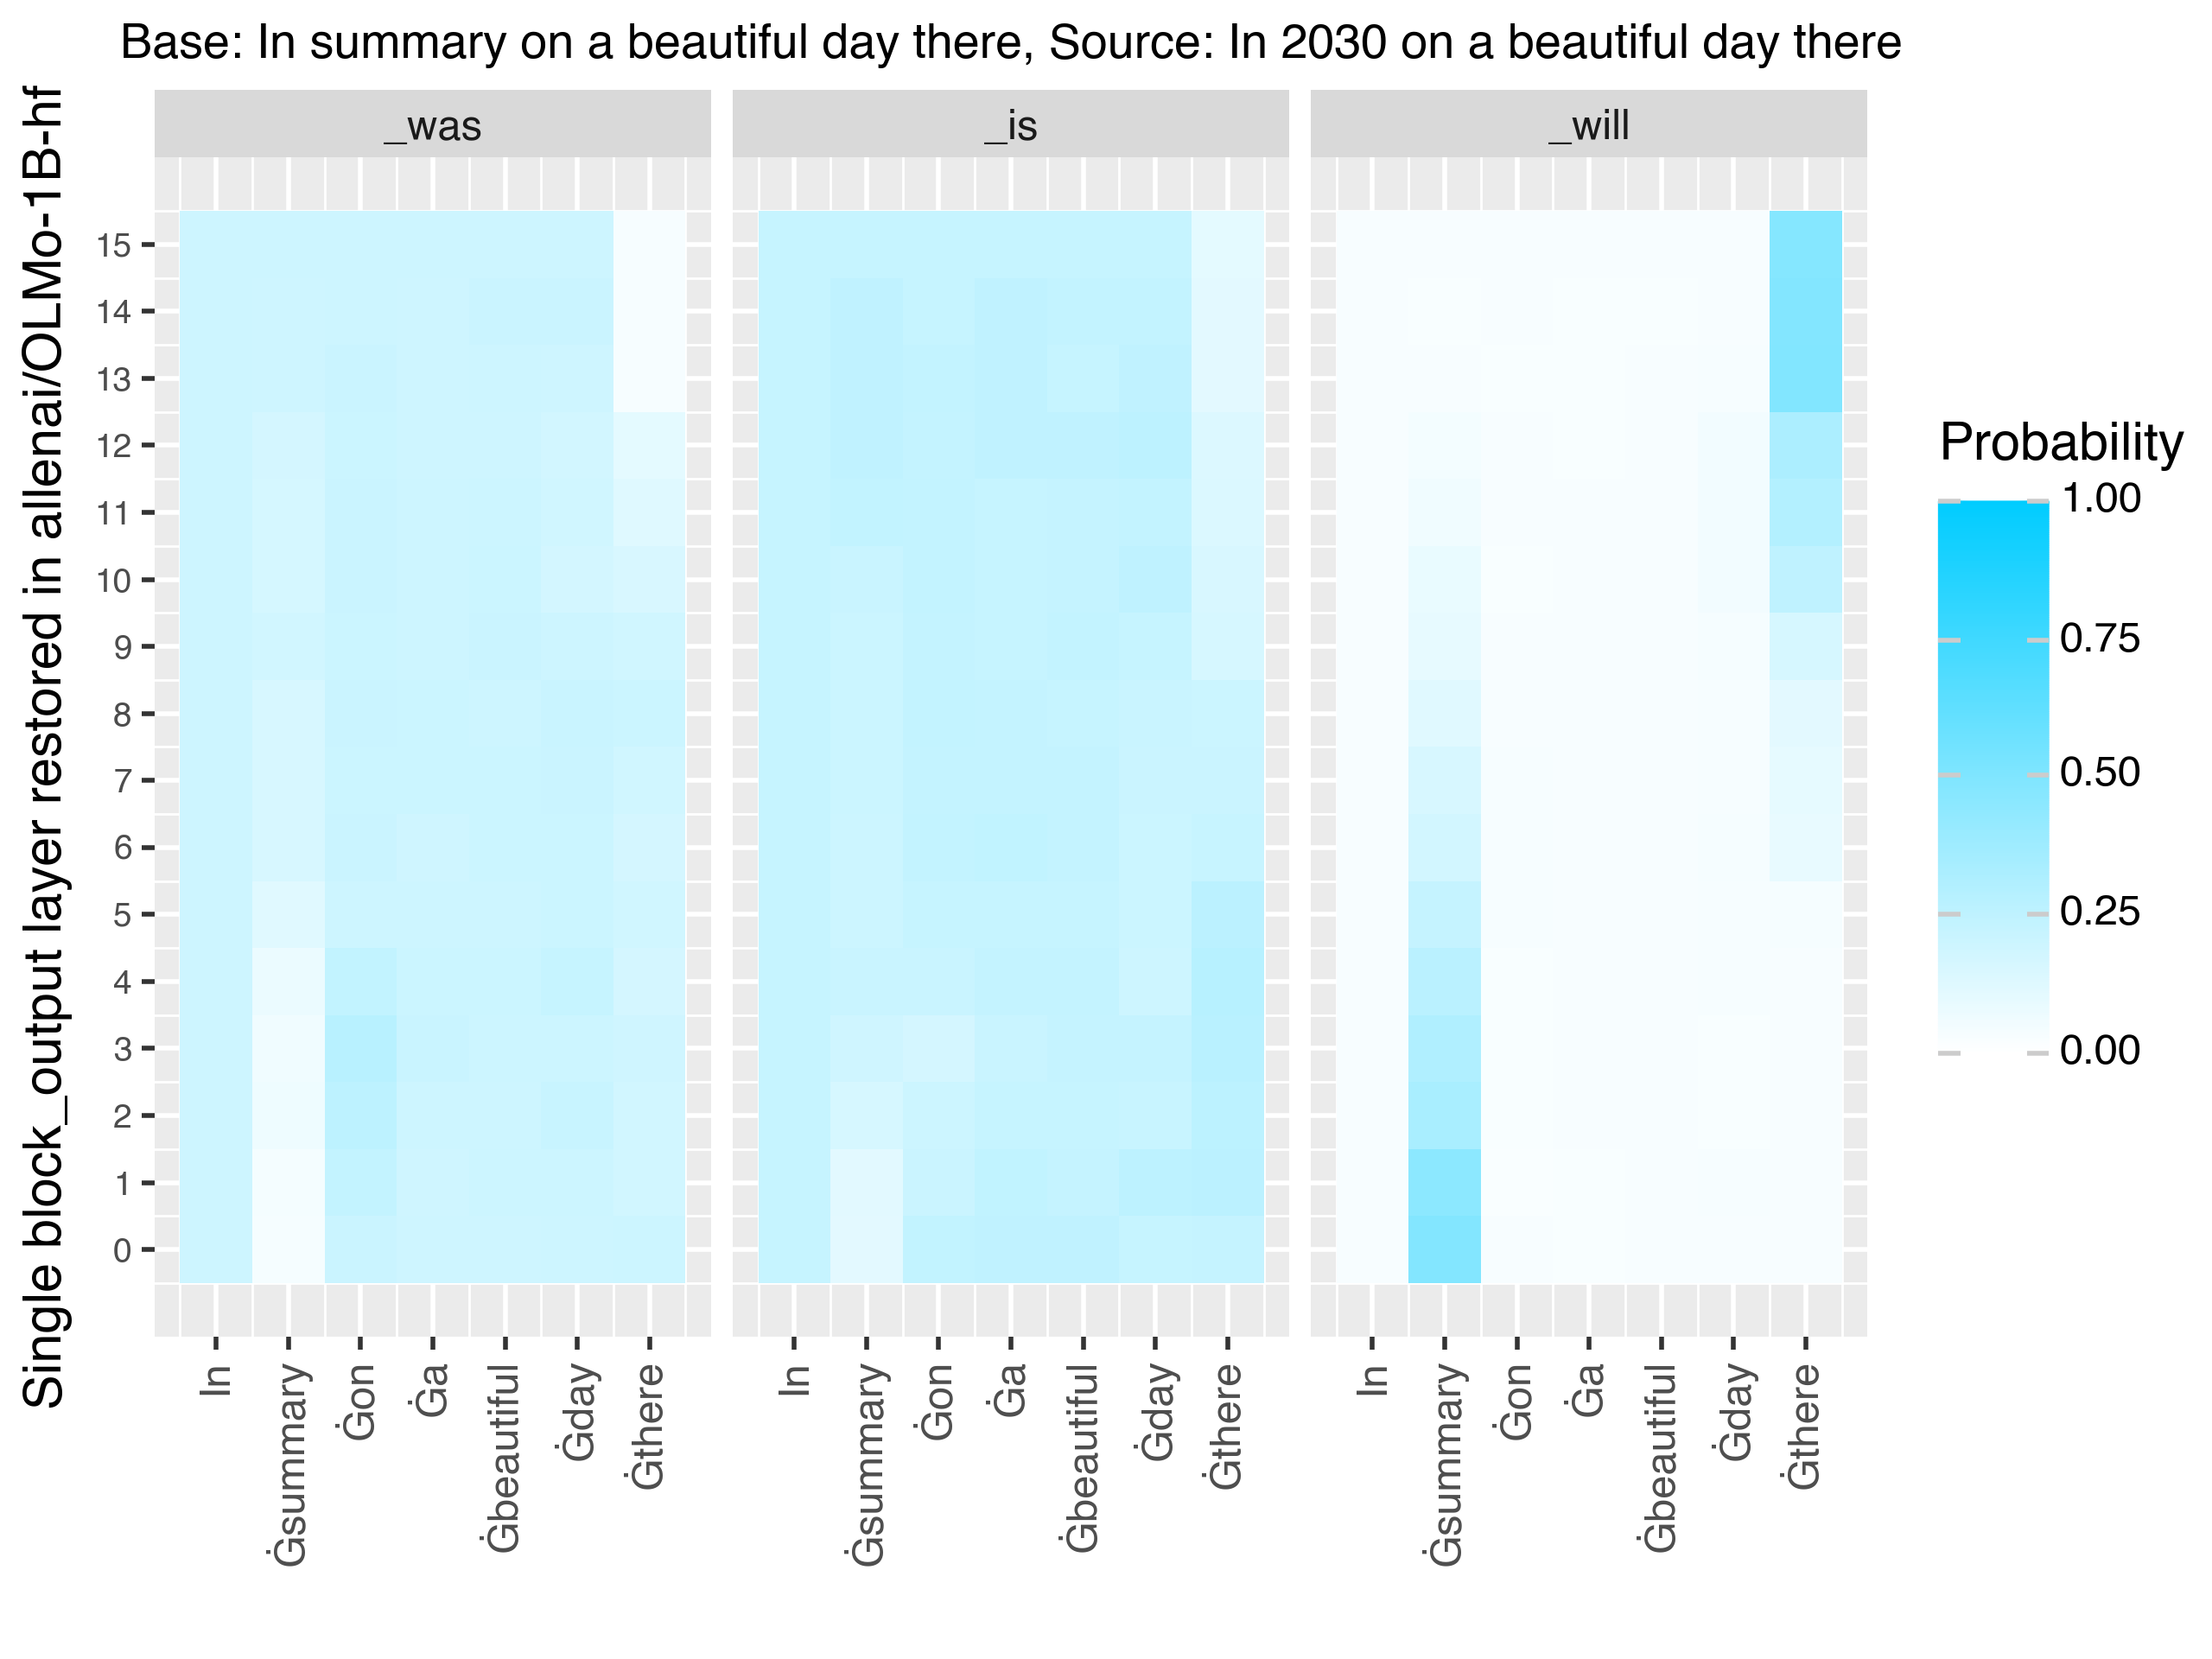 Base: In summary on a beautiful day there, Source: In 2030 on a beautiful day there
Single block_output layer restored in allenai/OLMo-1B-hf
_was
_is
_will
15
14
13
12
11
10
9
8
7
6
5
4
3
2
1
0
In
Ġsummary
Ġon
Ġa
Ġbeautiful
Ġday
Ġthere
In
Ġsummary
Ġon
Ġa
Ġbeautiful
Ġday
Ġthere
In
Ġsummary
Ġon
Ġa
Ġbeautiful
Ġday
Ġthere
Probability
1.00
0.75
0.50
0.25
0.00